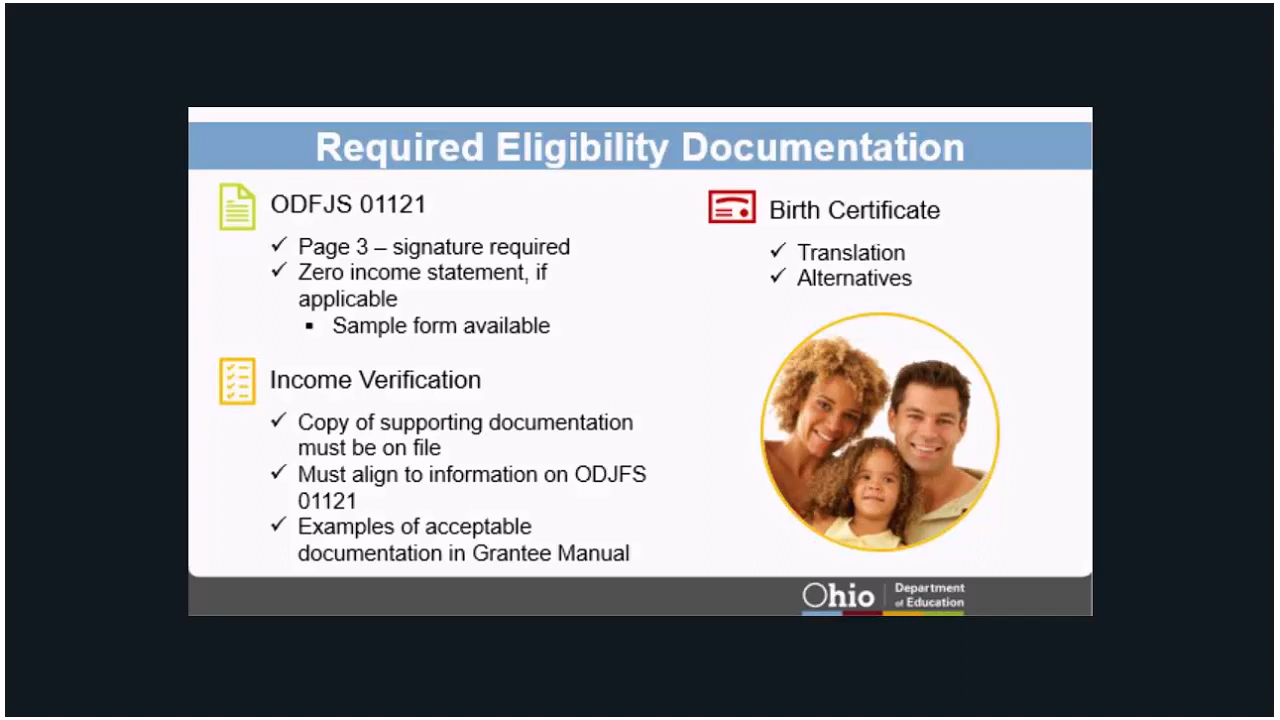 Required Eligibility Documentation
ODFJS 01121
✓ Page 3 – signature required
✓ Zero income statement, if
applicable
▪ Sample form available
Income Verification
✓ Copy of supporting documentation
must be on file
✓ Must align to information on ODJFS
01121
✓ Examples of acceptable
documentation in Grantee Manual
Birth Certificate
✓ Translation
✓ Alternatives
Ohio
Department
of Education